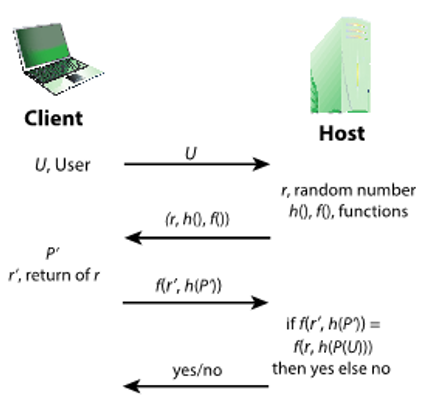 Client
Host
U, User
U
r, random number
h(), f(), functions
(r, h(), f())
P'
r', return of r
f(r', h(P'))
if f(r', h(P')) =
f(r, h(P(U)))
then yes else no
yes/no